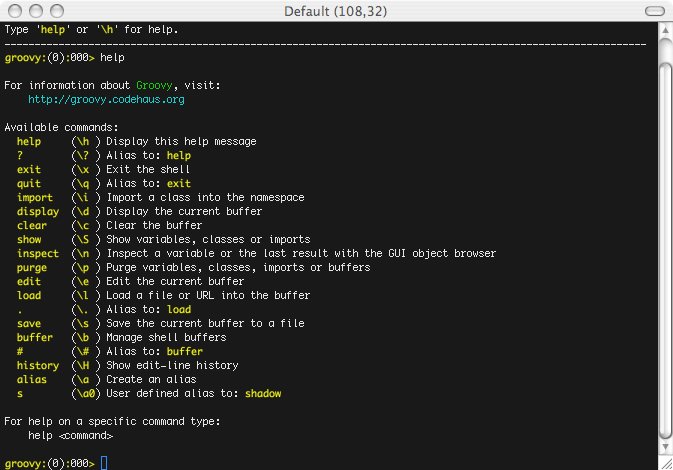 Default (108,32)
Type 'help' or '\h' for help.
-------------------------------------------------------------------------------------------------------
groovy:(0):000> help
For information about Groovy, visit:
    http://groovy.codehaus.org
Available commands:
  help     (\h ) Display this help message
  ?        (\? ) Alias to: help
  exit     (\x ) Exit the shell
  quit     (\q ) Alias to: exit
  import   (\i ) Import a class into the namespace
  display  (\d ) Display the current buffer
  clear    (\c ) Clear the buffer
  show     (\S ) Show variables, classes or imports
  inspect  (\n ) Inspect a variable or the last result with the GUI object browser
  purge    (\p ) Purge variables, classes, imports or buffers
  edit     (\e ) Edit the current buffer
  load     (\l ) Load a file or URL into the buffer
  .        (\. ) Alias to: load
  save     (\s ) Save the current buffer to a file
  buffer   (\b ) Manage shell buffers
  #        (\# ) Alias to: buffer
  history  (\H ) Show edit-line history
  alias    (\a ) Create an alias
  s        (\a0) User defined alias to: shadow
For help on a specific command type:
    help <command>
groovy:(0):000>